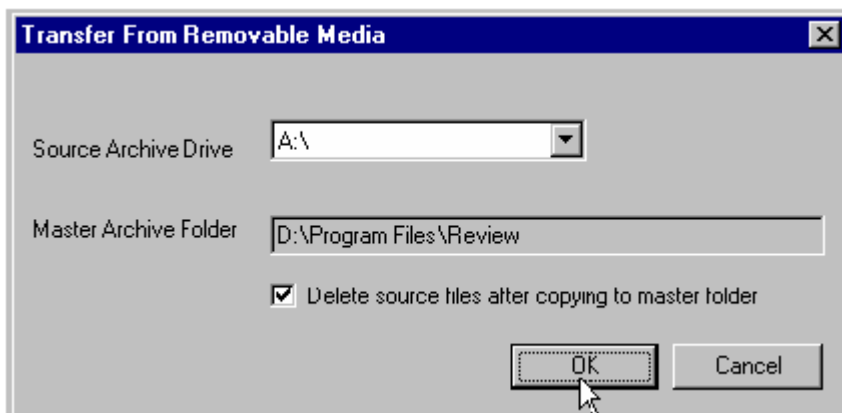 Transfer From Removable Media
Source Archive Drive A:\
Master Archive Folder D:\Program Files\Review
Delete source files after copying to master folder
OK Cancel